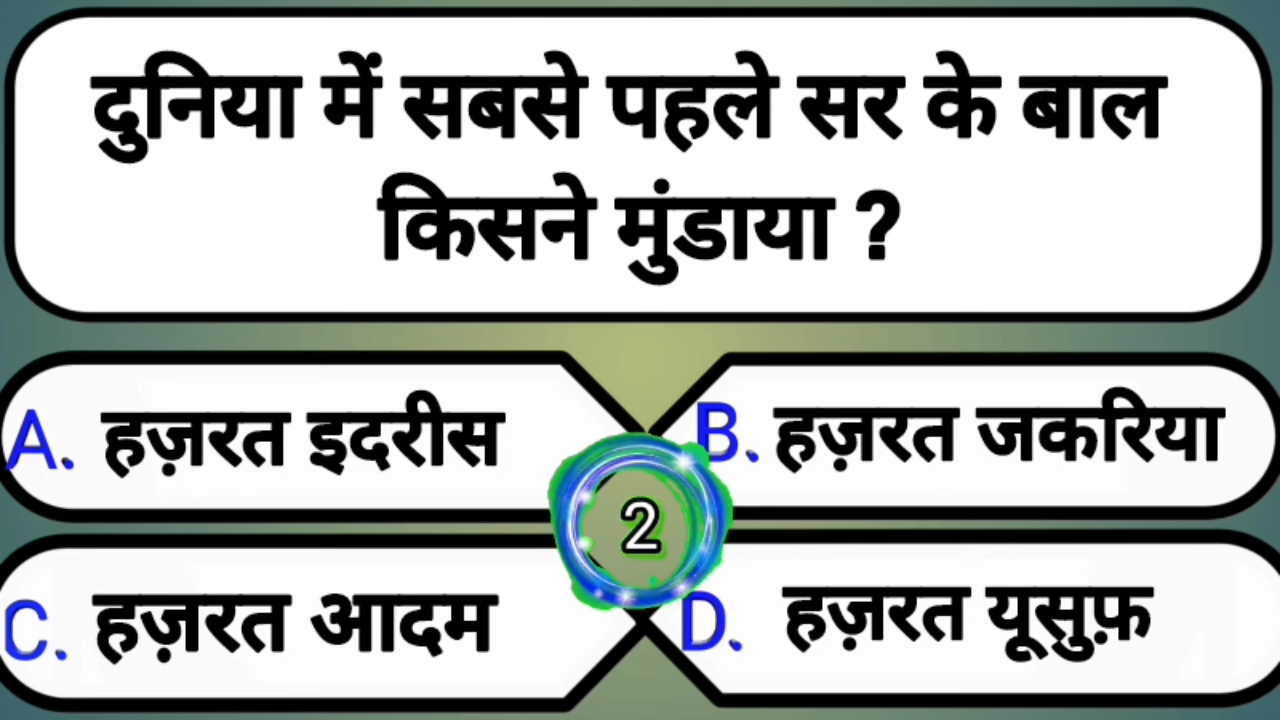 दुनिया में सबसे पहले सर के बाल
किसने मुंडाया ?
A. हज़रत इदरीस
B. हज़रत जकरिया
2
C. हज़रत आदम
D. हज़रत यूसुफ़